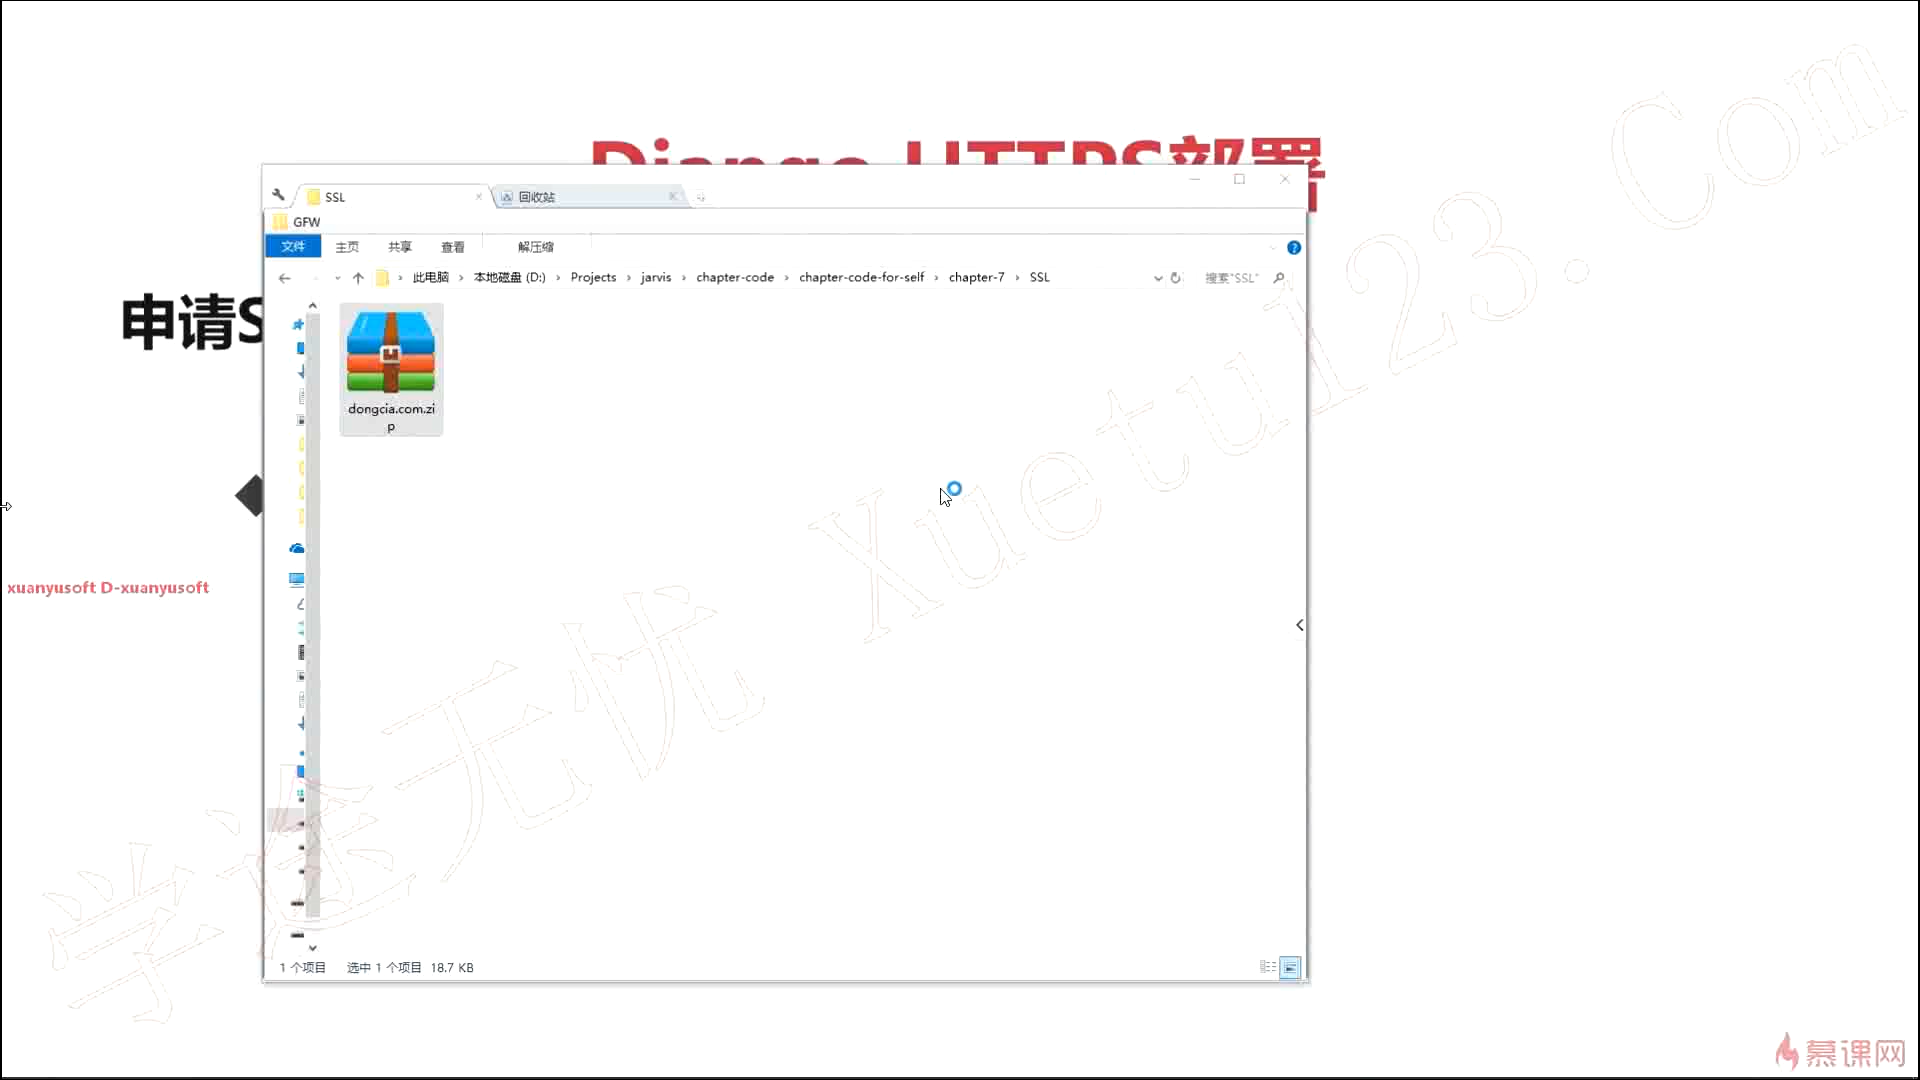 Django HTTPS部署
SSL
回收站
GFW
文件 主页 共享 查看 解压缩
此电脑 › 本地磁盘 (D:) › Projects › jarvis › chapter-code › chapter-code-for-self › chapter-7 › SSL
搜索"SSL"
申请S
dongcia.com.zi
p
xuanyusoft D-xuanyusoft
学途无忧 Xuetu123.Com
1 个项目 选中 1 个项目 18.7 KB
慕课网